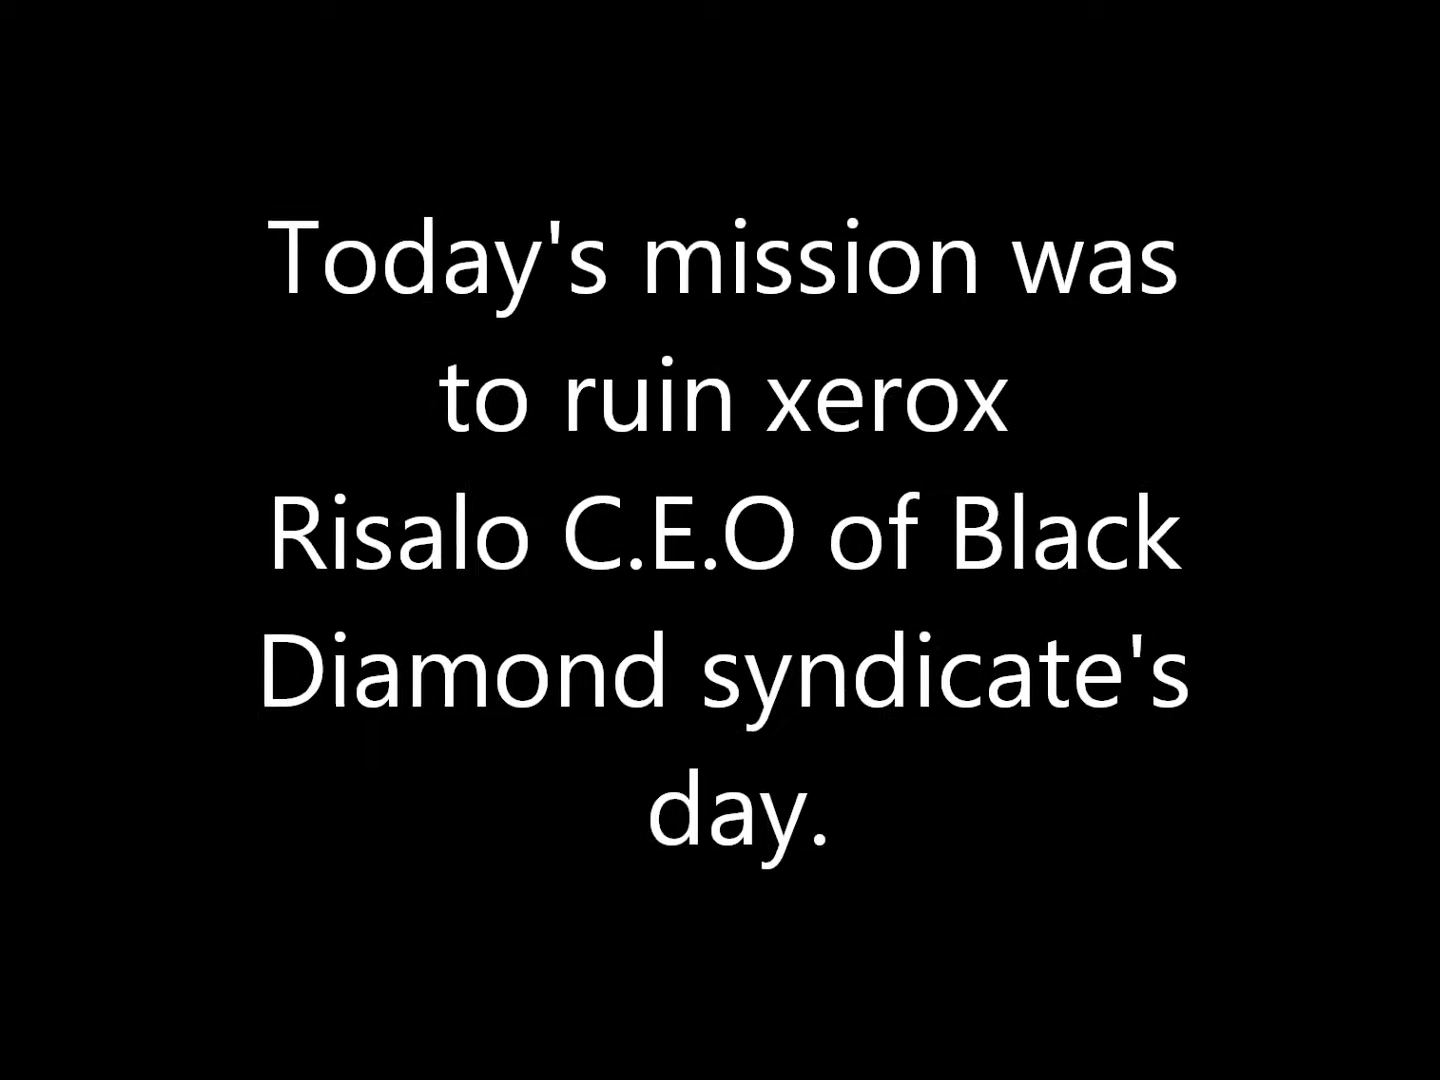 Today's mission was
to ruin xerox
Risalo C.E.O of Black
Diamond syndicate's
day.